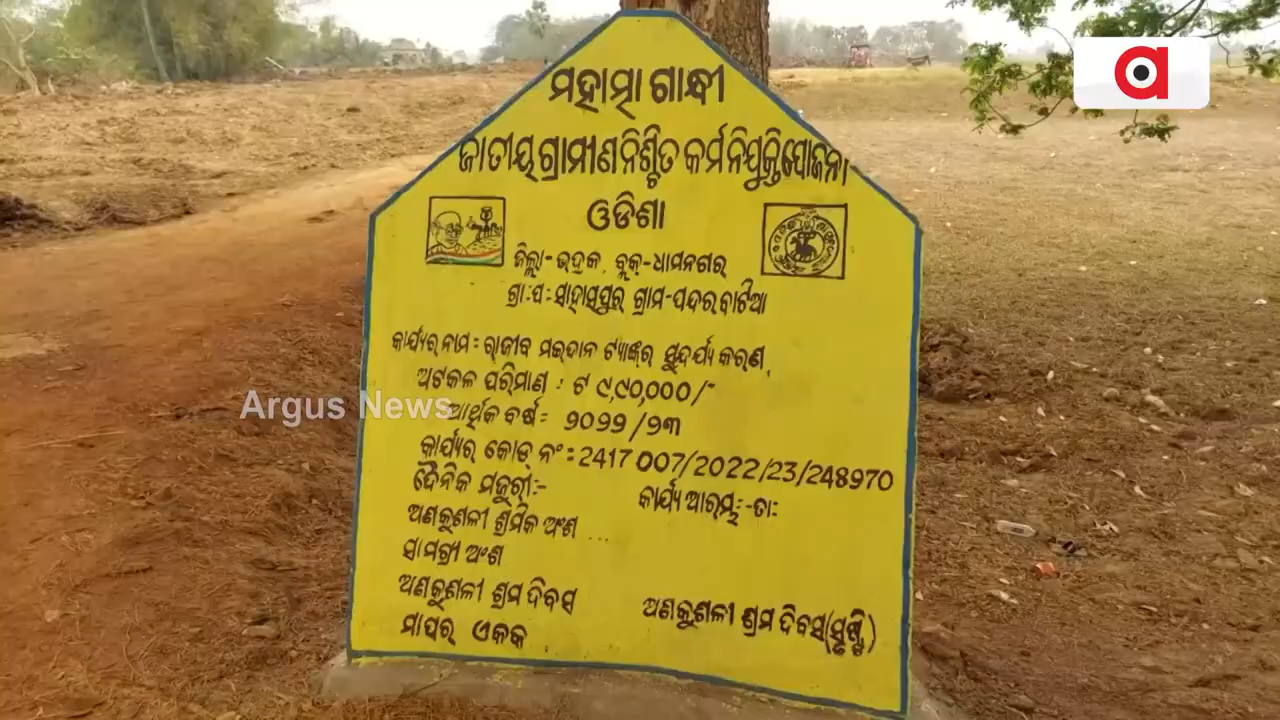 ମହାତ୍ମା ଗାନ୍ଧୀ
ଜାତୀୟ ଗ୍ରାମୀଣ ନିଶ୍ଚିତ କର୍ମ ନିଯୁକ୍ତି ଯୋଜନା
ଓଡିଶା
ଜିଲ୍ଲା- ଭଦ୍ରକ, ବ୍ଲକ୍-ଧାମନଗର
ଗ୍ରା:ପ: ସାହାସପୁର ଗ୍ରାମ-ପଦରବାଟିଆ
କାର୍ଯ୍ୟର ନାମ: ରାଜୀବ ମଇଦାନ ଟ୍ୟାଙ୍କର ସୁନ୍ଦର୍ଯ୍ୟ କରଣ,
ଅଟକଳ ପରିମାଣ : ଟ ୯,୯୦,୦୦୦/-
ଆର୍ଥିକ ବର୍ଷ: ୨୦୨୨/୨୩
Argus News
କାର୍ଯ୍ୟର କୋଡ୍ ନଂ : 2417007/2022/23/248970
ଦୈନିକ ମଜୁରୀ:-
କାର୍ଯ୍ୟ ଆରମ୍ଭ:-ତା:
ଅଣକୁଶଳୀ ଶ୍ରମିକ ଅଂଶ ...
ସାମଗ୍ରୀ ଅଂଶ
ଅଣକୁଶଳୀ ଶ୍ରମ ଦିବସ
ଅଣକୁଶଳୀ ଶ୍ରମ ଦିବସ(ସୃଷ୍ଟି)
ମାପର୍ ଏକକ